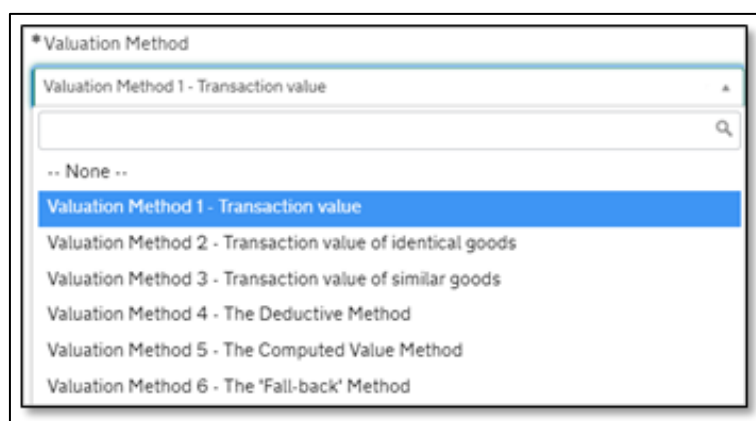 * Valuation Method
Valuation Method 1 - Transaction value
-- None --
Valuation Method 1 - Transaction value
Valuation Method 2 - Transaction value of identical goods
Valuation Method 3 - Transaction value of similar goods
Valuation Method 4 - The Deductive Method
Valuation Method 5 - The Computed Value Method
Valuation Method 6 - The 'Fall-back' Method